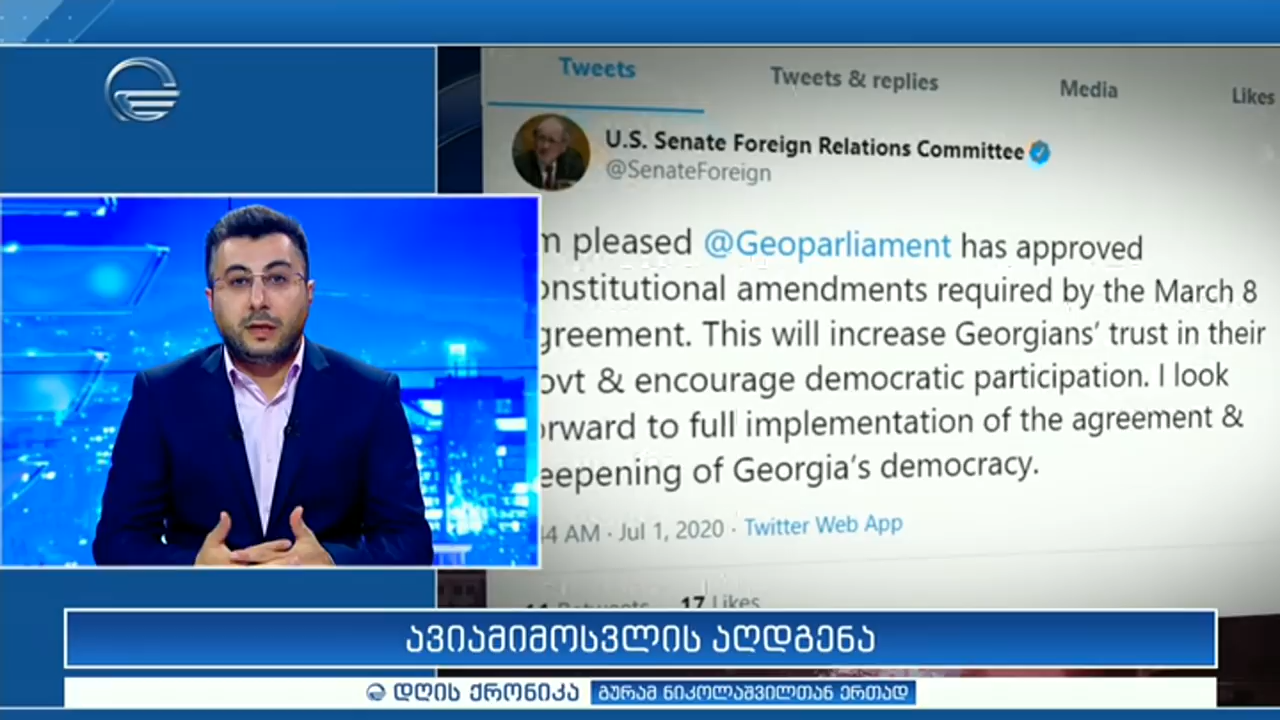 Tweets
Tweets & replies
Media
Likes
U.S. Senate Foreign Relations Committee
@SenateForeign
m pleased @Geoparliament has approved
onstitutional amendments required by the March 8
greement. This will increase Georgians' trust in their
ovt & encourage democratic participation. I look
orward to full implementation of the agreement &
eepening of Georgia's democracy.
4 AM · Jul 1, 2020 · Twitter Web App
17 Likes
ავიამიმოსვლის აღდგენა
დღის ქრონიკა გურამ ნიკოლაშვილთან ერთად